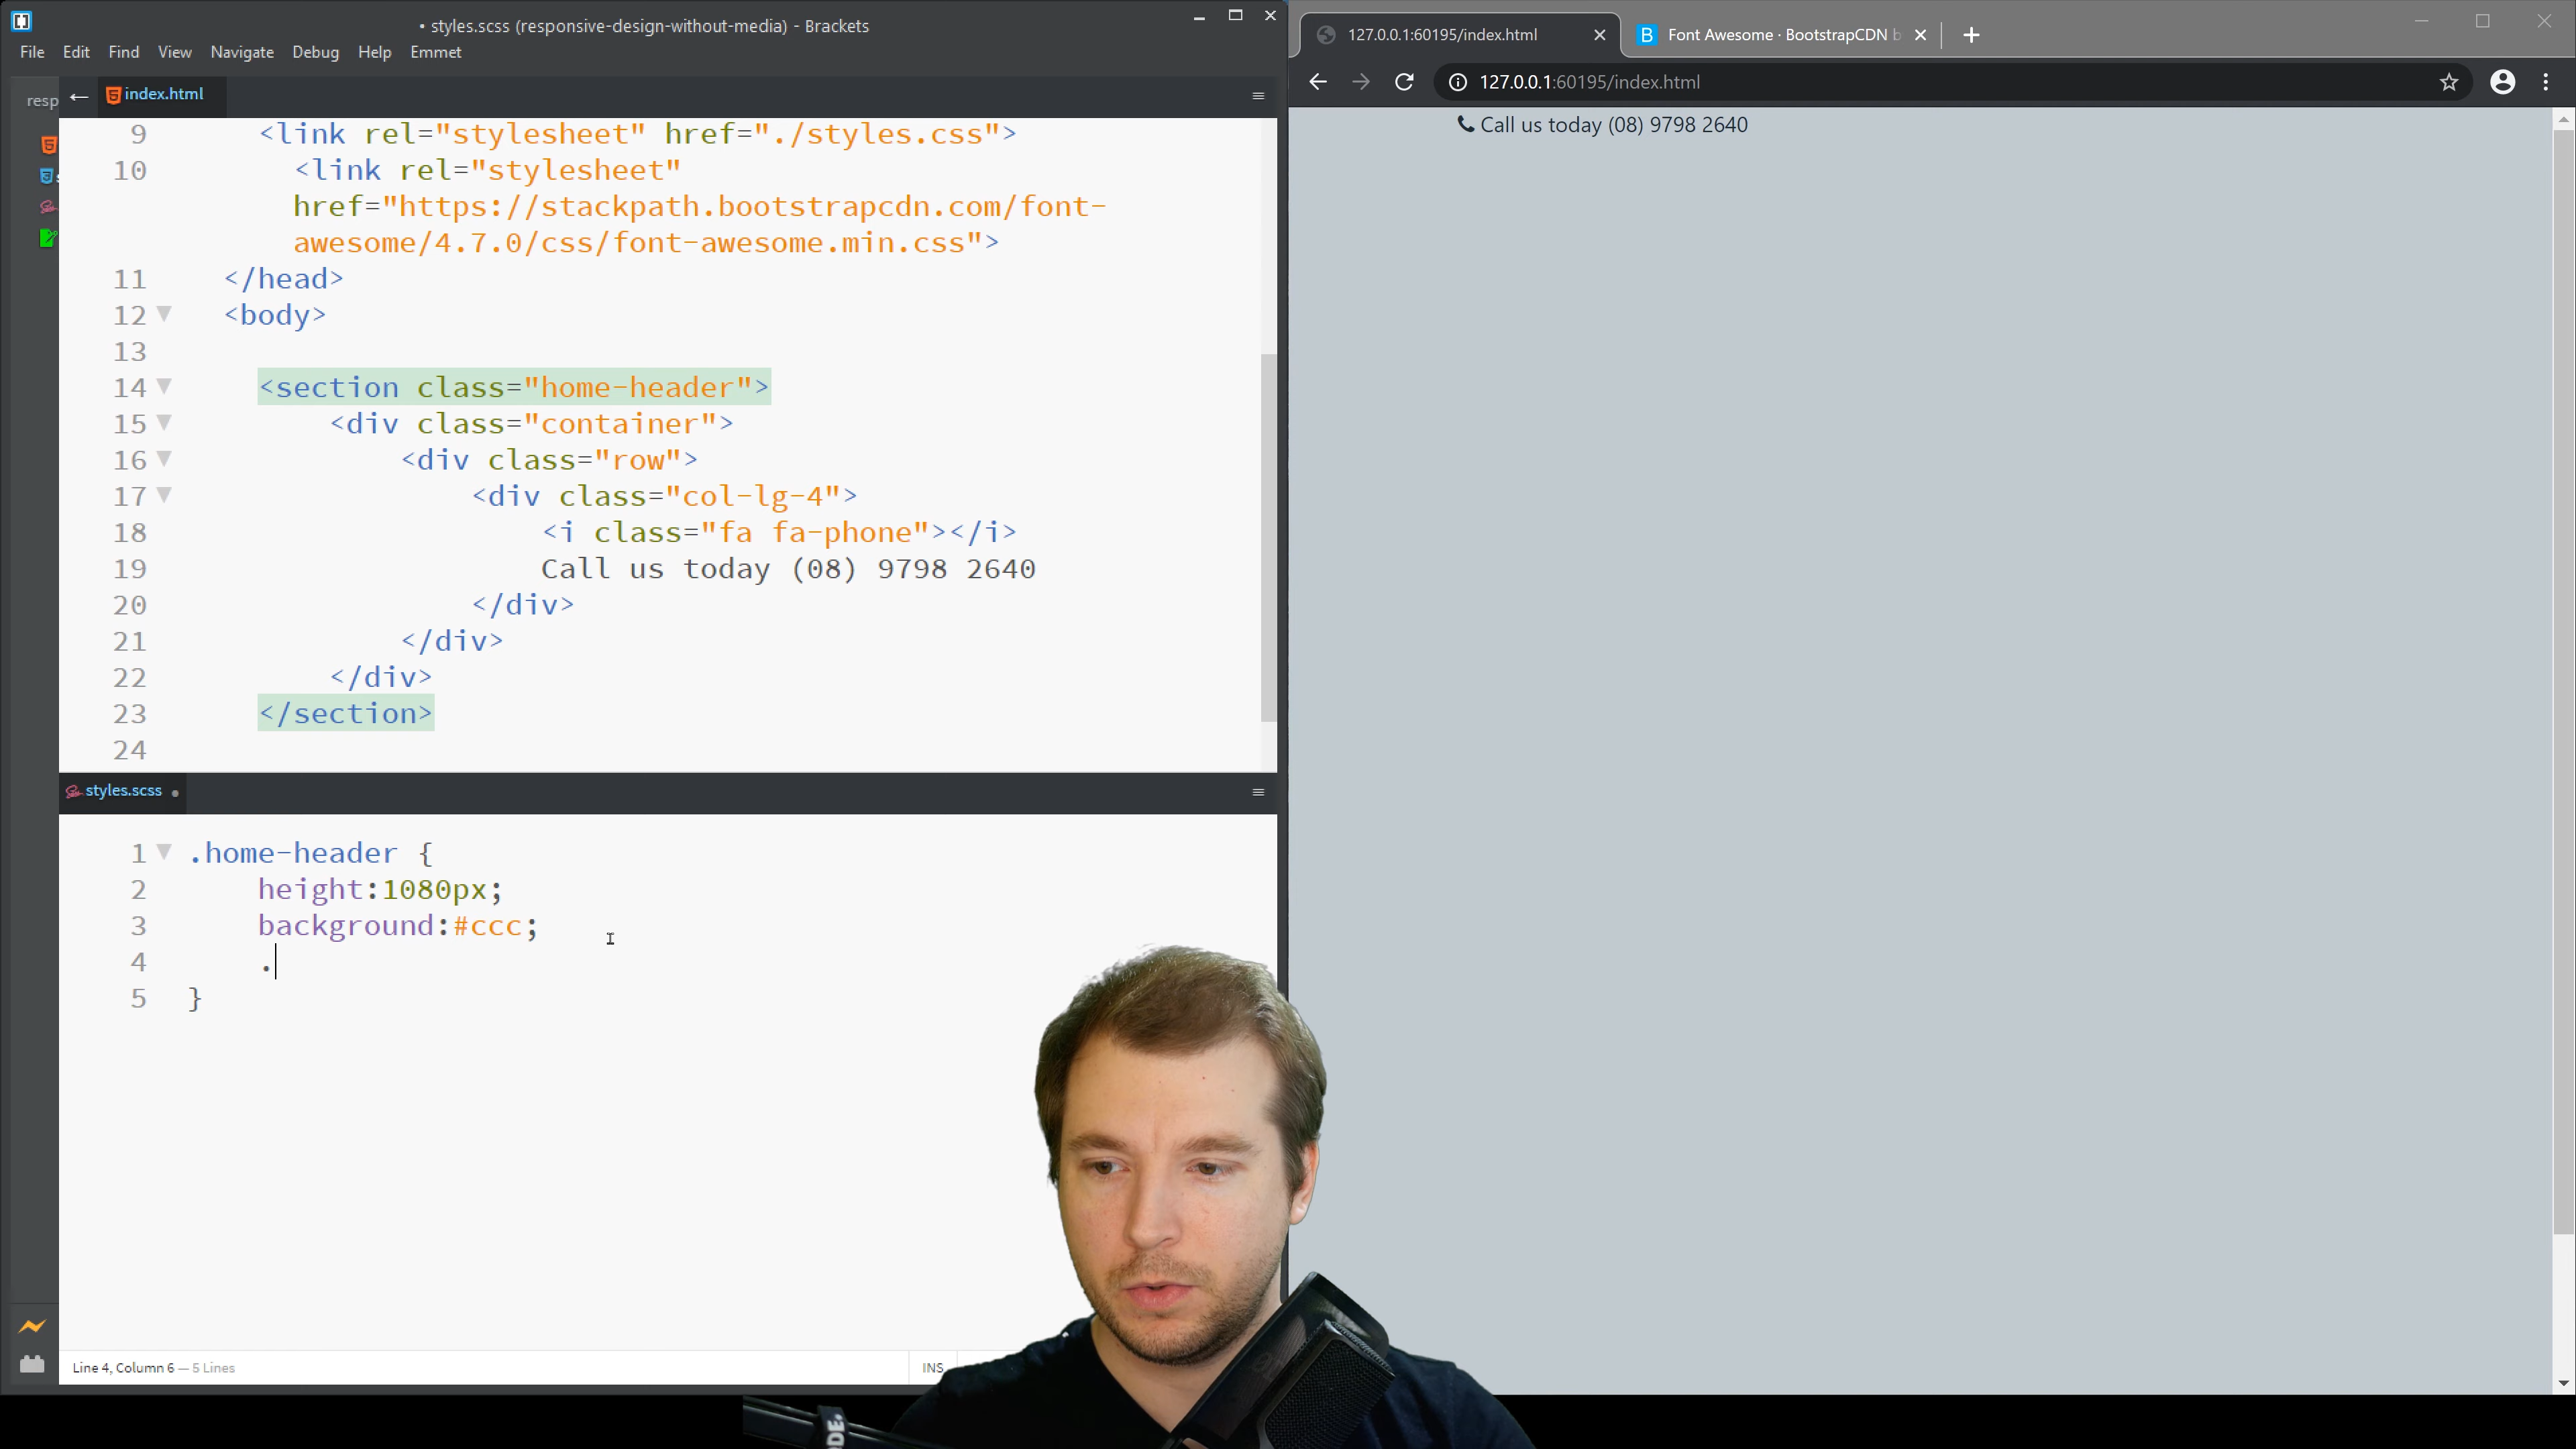 • styles.scss (responsive-design-without-media) - Brackets
File Edit Find View Navigate Debug Help Emmet
resp
index.html
9 <link rel="stylesheet" href="./styles.css">
10 <link rel="stylesheet"
href="https://stackpath.bootstrapcdn.com/font-
awesome/4.7.0/css/font-awesome.min.css">
11 </head>
12 <body>
13
14 <section class="home-header">
15 <div class="container">
16 <div class="row">
17 <div class="col-lg-4">
18 <i class="fa fa-phone"></i>
19 Call us today (08) 9798 2640
20 </div>
21 </div>
22 </div>
23 </section>
24
styles.scss
1 .home-header {
2 height:1080px;
3 background:#ccc;
4 .
5 }
Line 4, Column 6 — 5 Lines
INS
127.0.0.1:60195/index.html
Font Awesome · BootstrapCDN b
127.0.0.1:60195/index.html
Call us today (08) 9798 2640